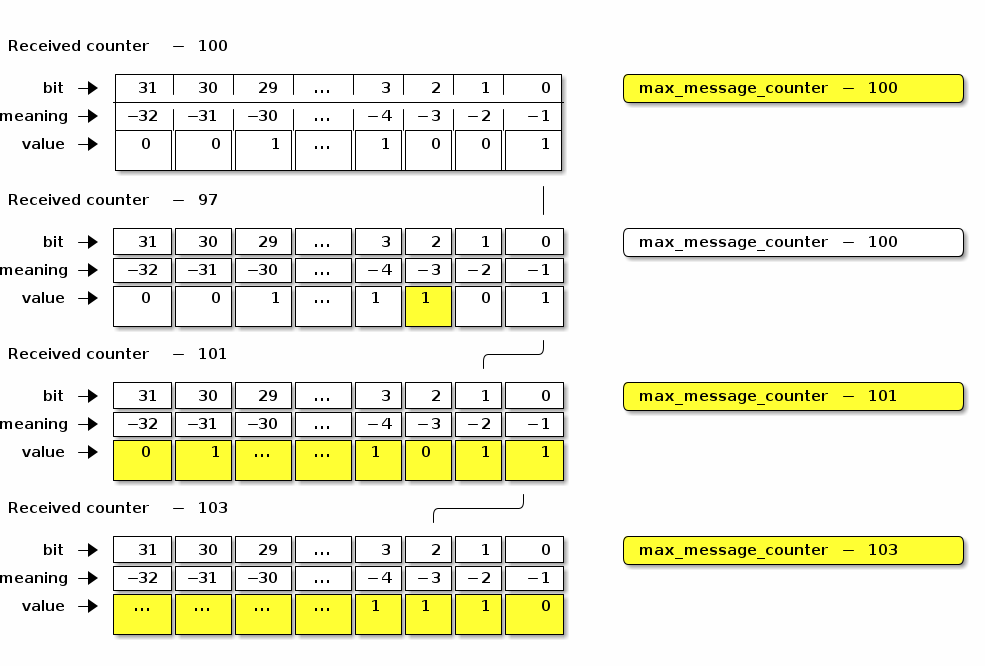 Received counter — 100
bit 31 30 29 ... 3 2 1 0 max_message_counter — 100
meaning −32 −31 −30 ... −4 −3 −2 −1
value 0 0 1 ... 1 0 0 1
Received counter — 97
bit 31 30 29 ... 3 2 1 0 max_message_counter — 100
meaning −32 −31 −30 ... −4 −3 −2 −1
value 0 0 1 ... 1 1 0 1
Received counter — 101
bit 31 30 29 ... 3 2 1 0 max_message_counter — 101
meaning −32 −31 −30 ... −4 −3 −2 −1
value 0 1 ... ... 1 0 1 1
Received counter — 103
bit 31 30 29 ... 3 2 1 0 max_message_counter — 103
meaning −32 −31 −30 ... −4 −3 −2 −1
value ... ... ... ... 1 1 1 0